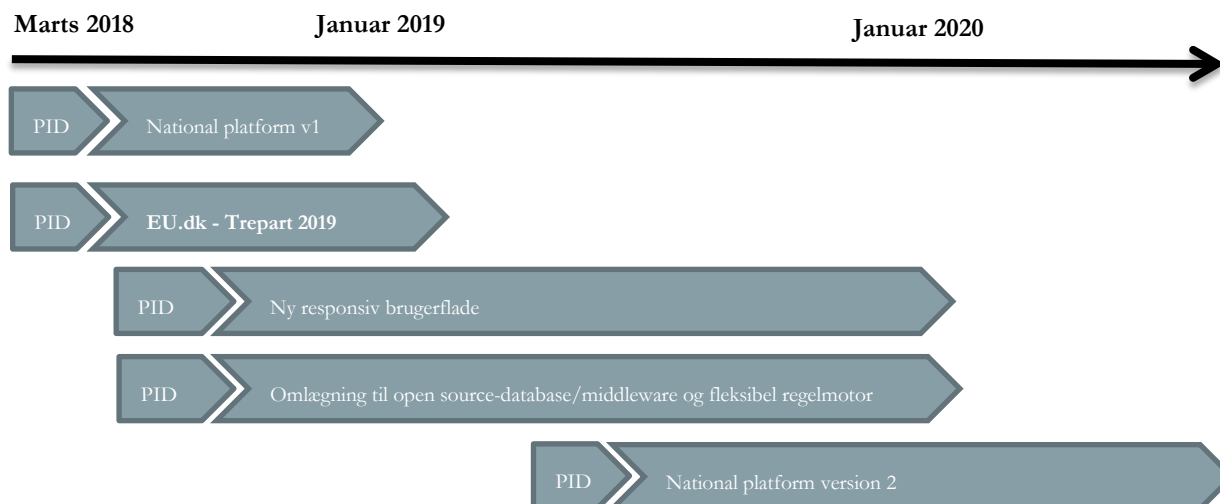 Marts 2018 Januar 2019 Januar 2020
PID National platform v1
PID EU.dk - Trepart 2019
PID Ny responsiv brugerflade
PID Omlægning til open source-database/middleware og fleksibel regelmotor
PID National platform version 2